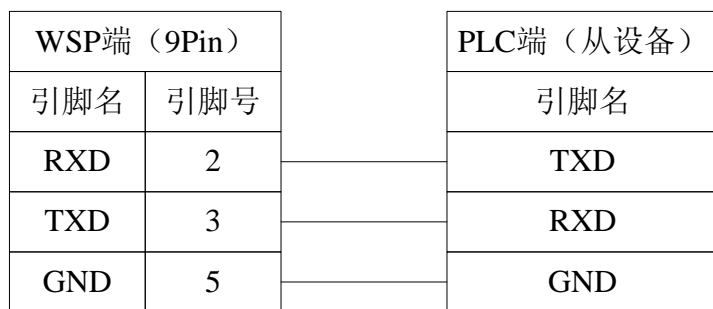 WSP端（9Pin） PLC端（从设备）
引脚名 引脚号 引脚名
RXD 2 TXD
TXD 3 RXD
GND 5 GND